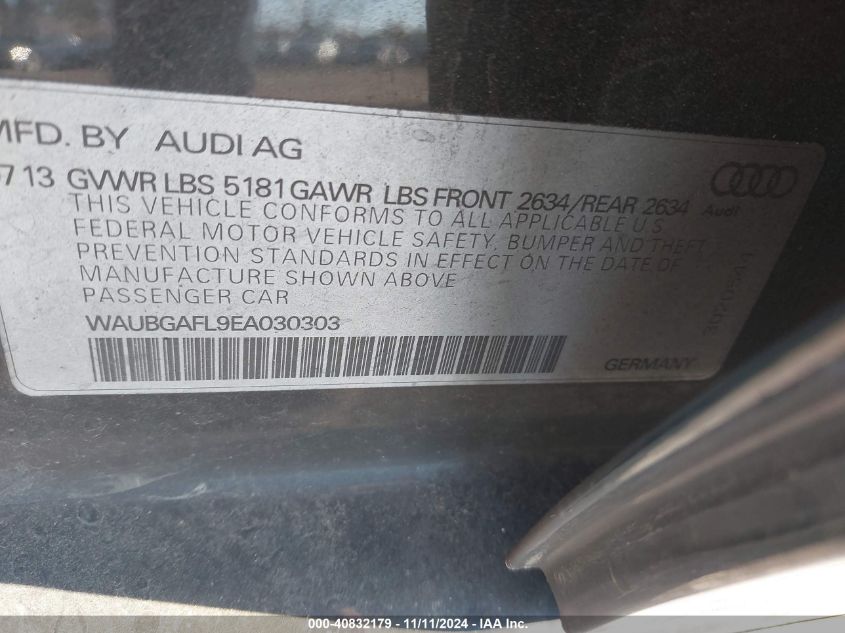 MFD. BY AUDI AG
0713 GVWR LBS 5181 GAWR LBS FRONT 2634/REAR 2634
THIS VEHICLE CONFORMS TO ALL APPLICABLE U.S
FEDERAL MOTOR VEHICLE SAFETY, BUMPER AND THEFT
PREVENTION STANDARDS IN EFFECT ON THE DATE OF
MANUFACTURE SHOWN ABOVE
PASSENGER CAR
WAUBGAFL9EA030303
GERMANY
Audi
000-40832179 - 11/11/2024 - IAA Inc.